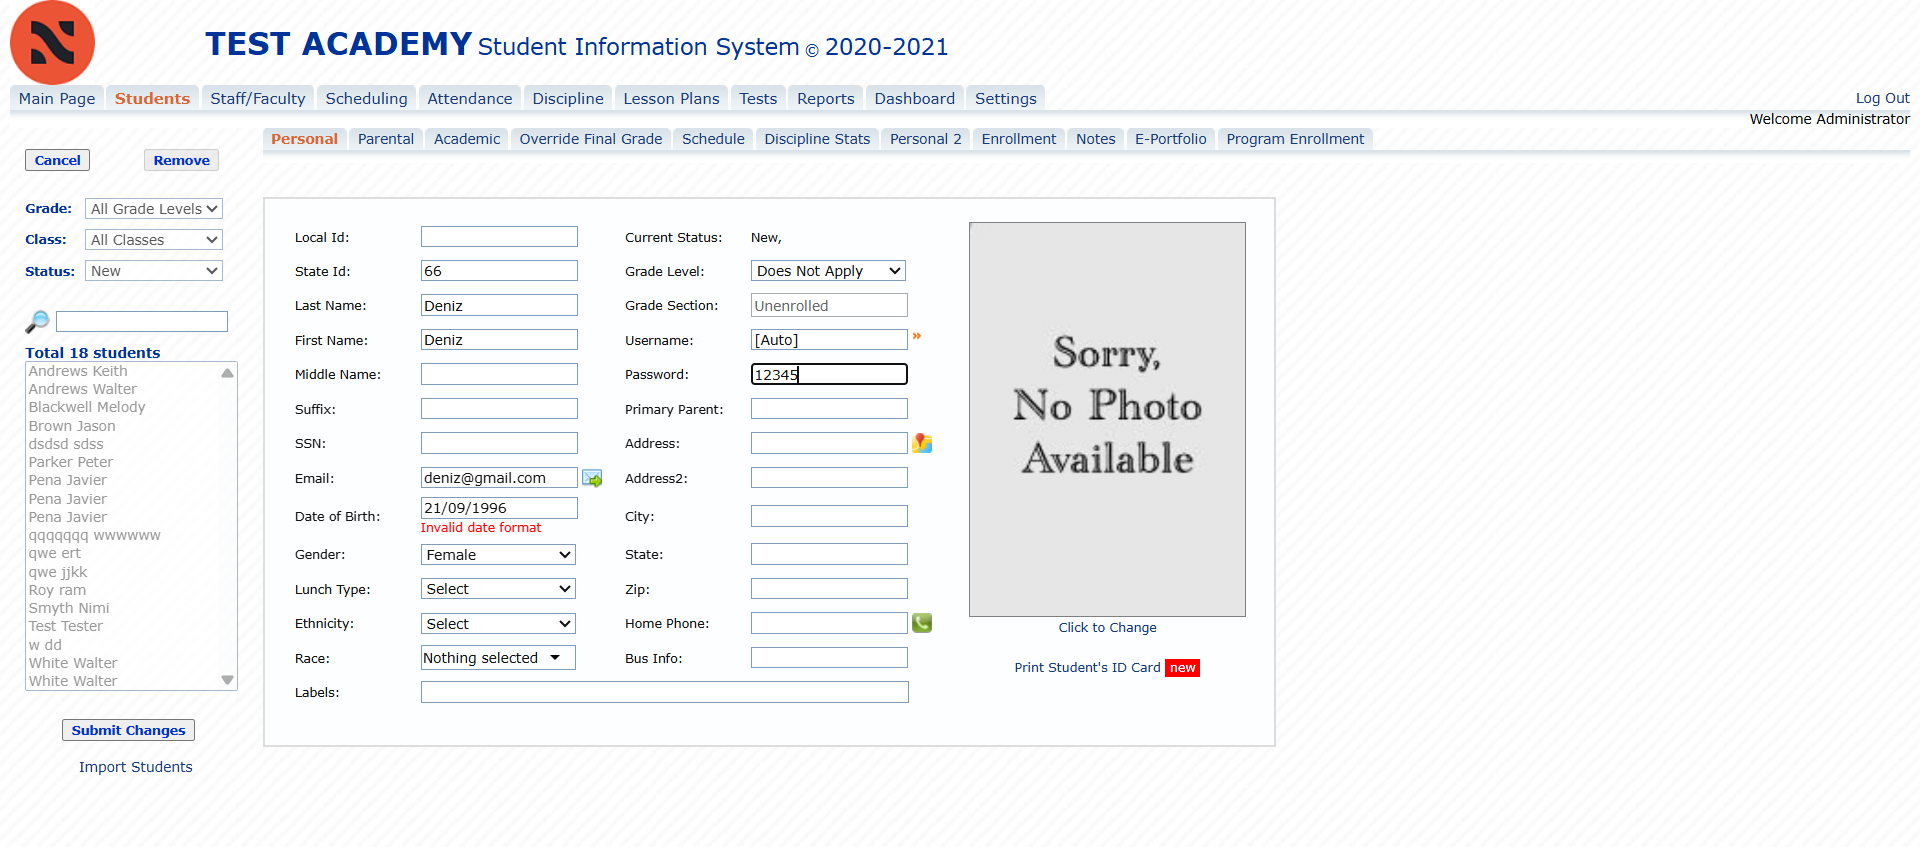 TEST ACADEMY Student Information System © 2020-2021
Main Page Students Staff/Faculty Scheduling Attendance Discipline Lesson Plans Tests Reports Dashboard Settings Log Out
Welcome Administrator
Personal Parental Academic Override Final Grade Schedule Discipline Stats Personal 2 Enrollment Notes E-Portfolio Program Enrollment
Cancel Remove
Grade: All Grade Levels
Class: All Classes
Status: New
Total 18 students
Andrews Keith
Andrews Walter
Blackwell Melody
Brown Jason
dsdsd sdss
Parker Peter
Pena Javier
Pena Javier
Pena Javier
qqqqqqq wwwwww
qwe ert
qwe jjkk
Roy ram
Smyth Nimi
Test Tester
w dd
White Walter
White Walter
Submit Changes
Import Students
Local Id: Current Status: New,
State Id: 66 Grade Level: Does Not Apply
Last Name: Deniz Grade Section: Unenrolled
First Name: Deniz Username: [Auto] »
Middle Name: Password: 12345
Suffix: Primary Parent:
SSN: Address:
Email: deniz@gmail.com Address2:
Date of Birth: 21/09/1996 City:
Invalid date format
Gender: Female State:
Lunch Type: Select Zip:
Ethnicity: Select Home Phone:
Race: Nothing selected Bus Info:
Labels:
Sorry,
No Photo
Available
Click to Change
Print Student's ID Card new